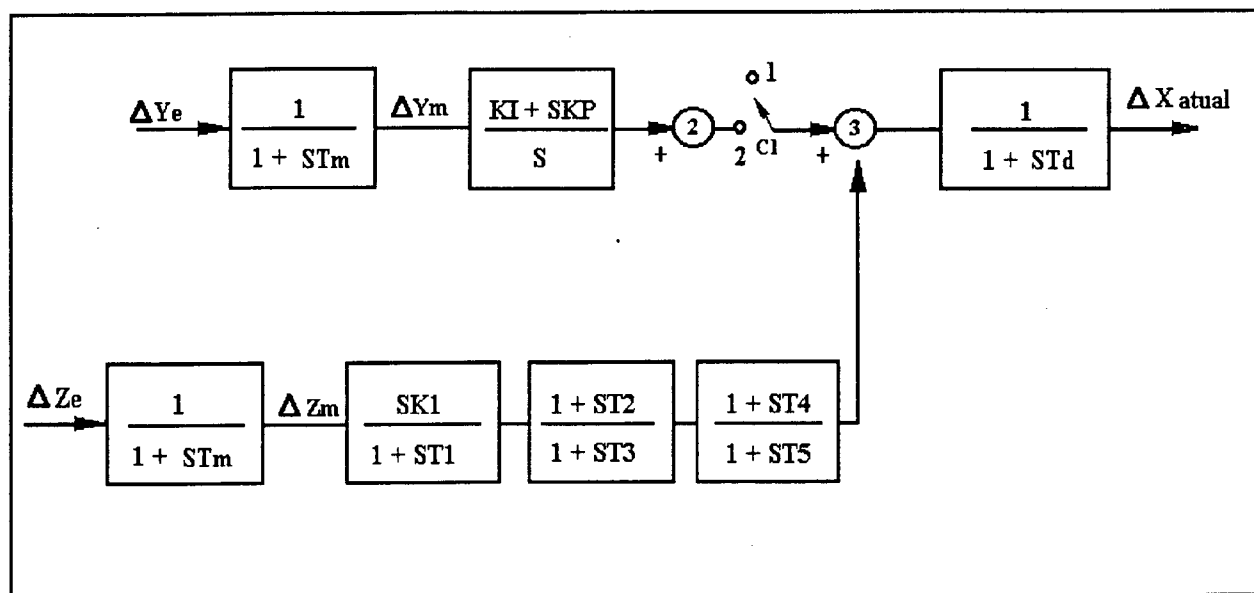 ΔYe
1
1 + STm
ΔYm
KI + SKP
S
+
2
2
1
C1
+
3
1
1 + STd
ΔX atual
ΔZe
1
1 + STm
ΔZm
SK1
1 + ST1
1 + ST2
1 + ST3
1 + ST4
1 + ST5